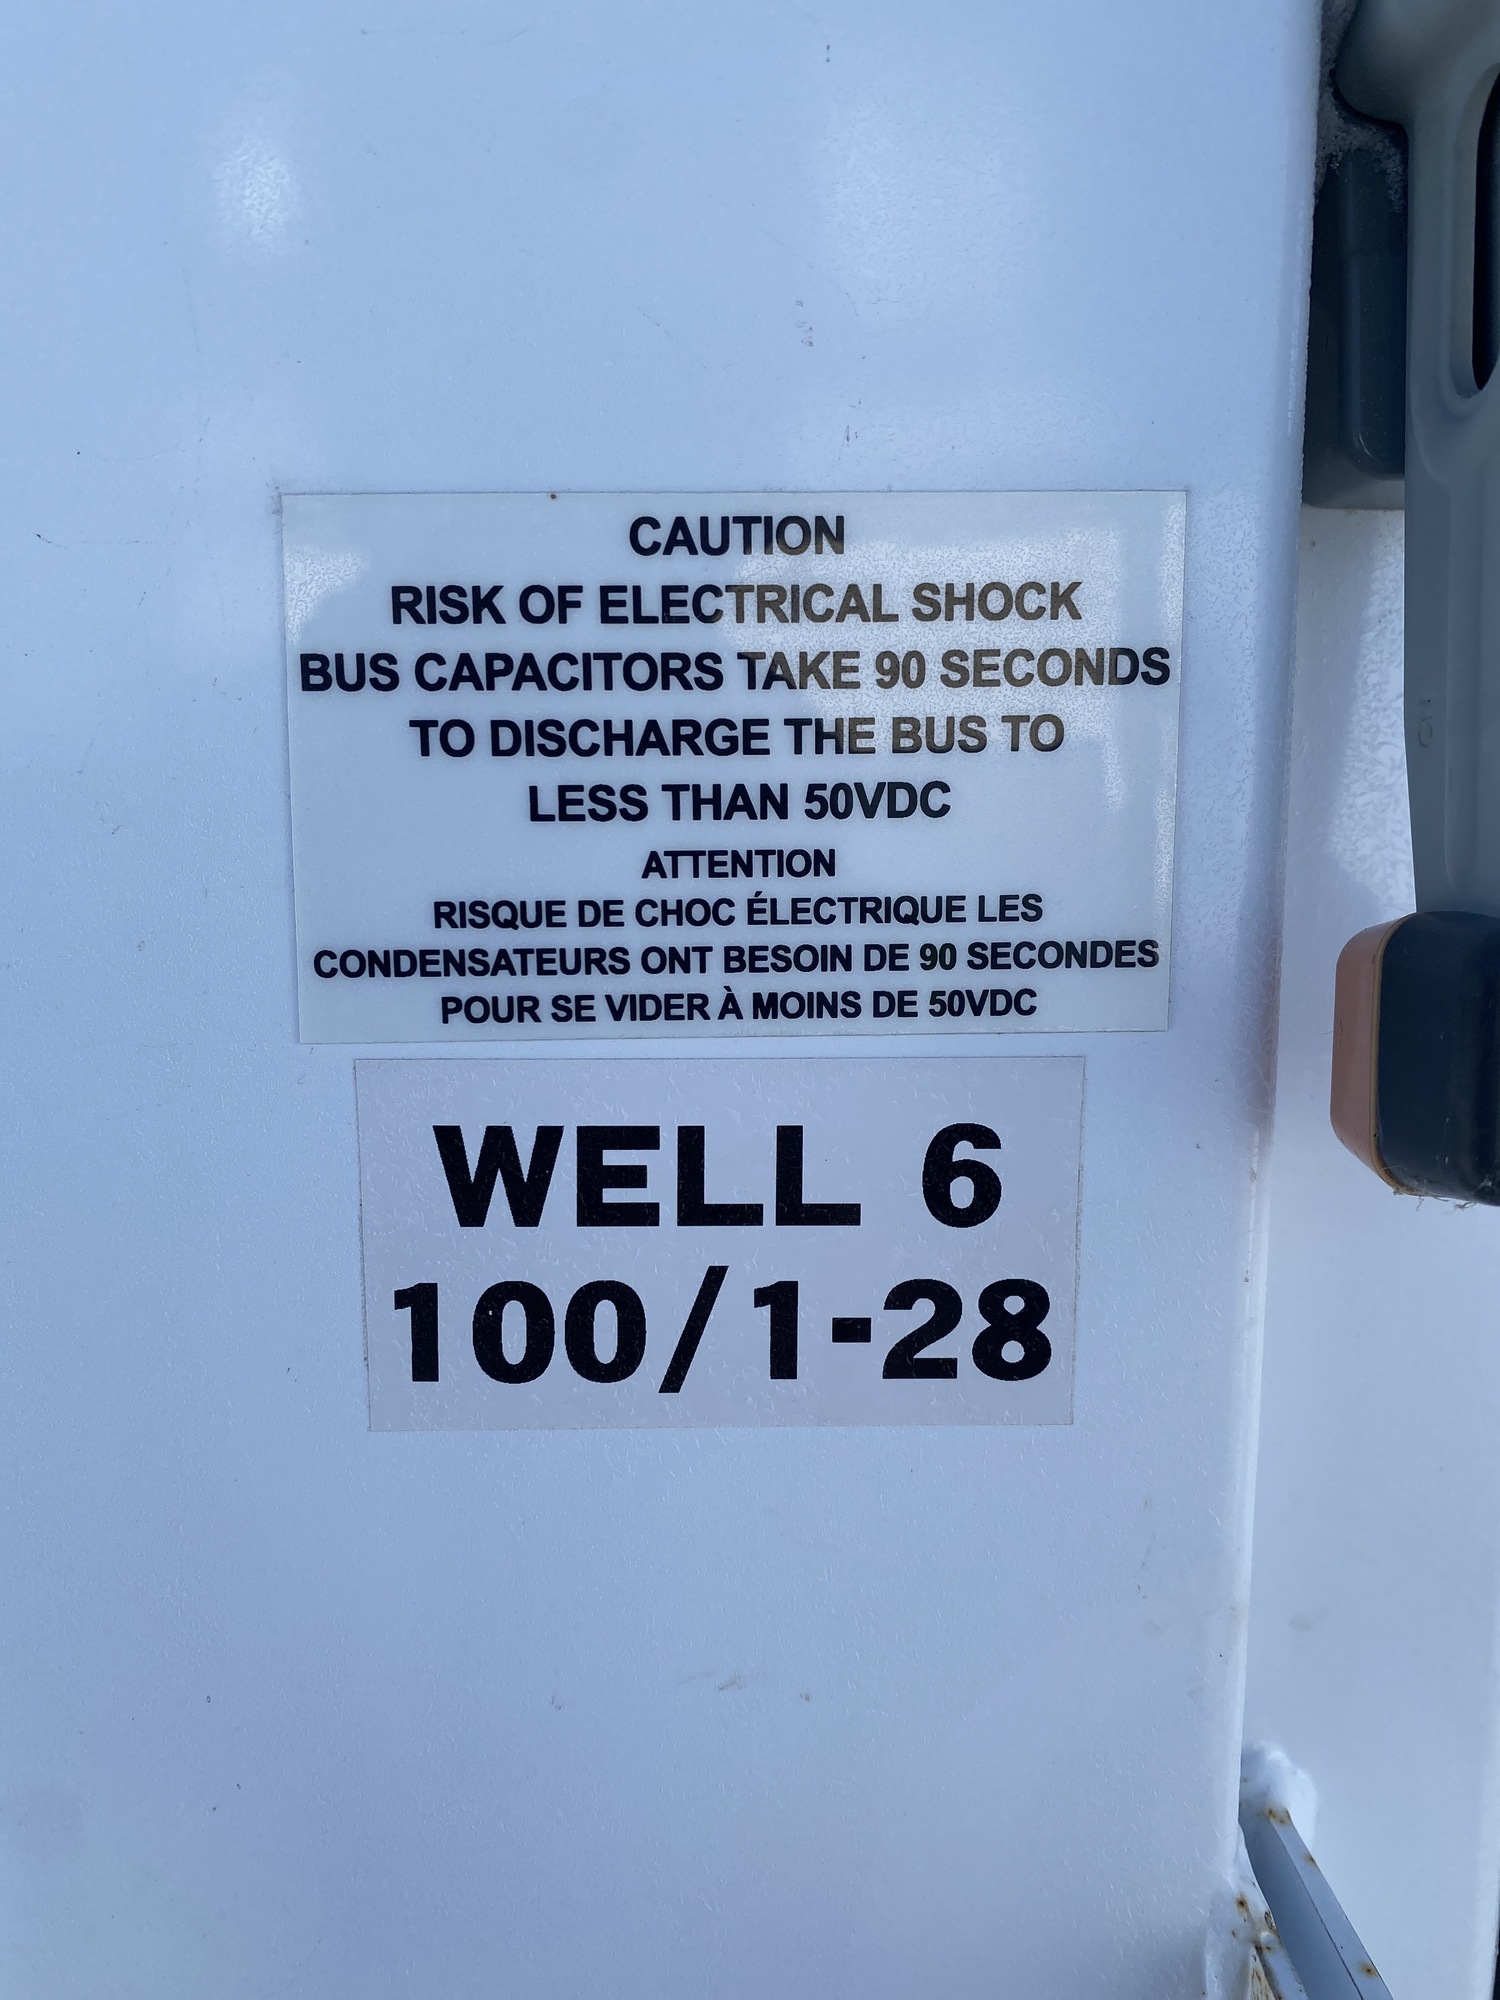 CAUTION
RISK OF ELECTRICAL SHOCK
BUS CAPACITORS TAKE 90 SECONDS
TO DISCHARGE THE BUS TO
LESS THAN 50VDC
ATTENTION
RISQUE DE CHOC ÉLECTRIQUE LES
CONDENSATEURS ONT BESOIN DE 90 SECONDES
POUR SE VIDER À MOINS DE 50VDC
WELL 6
100/1-28